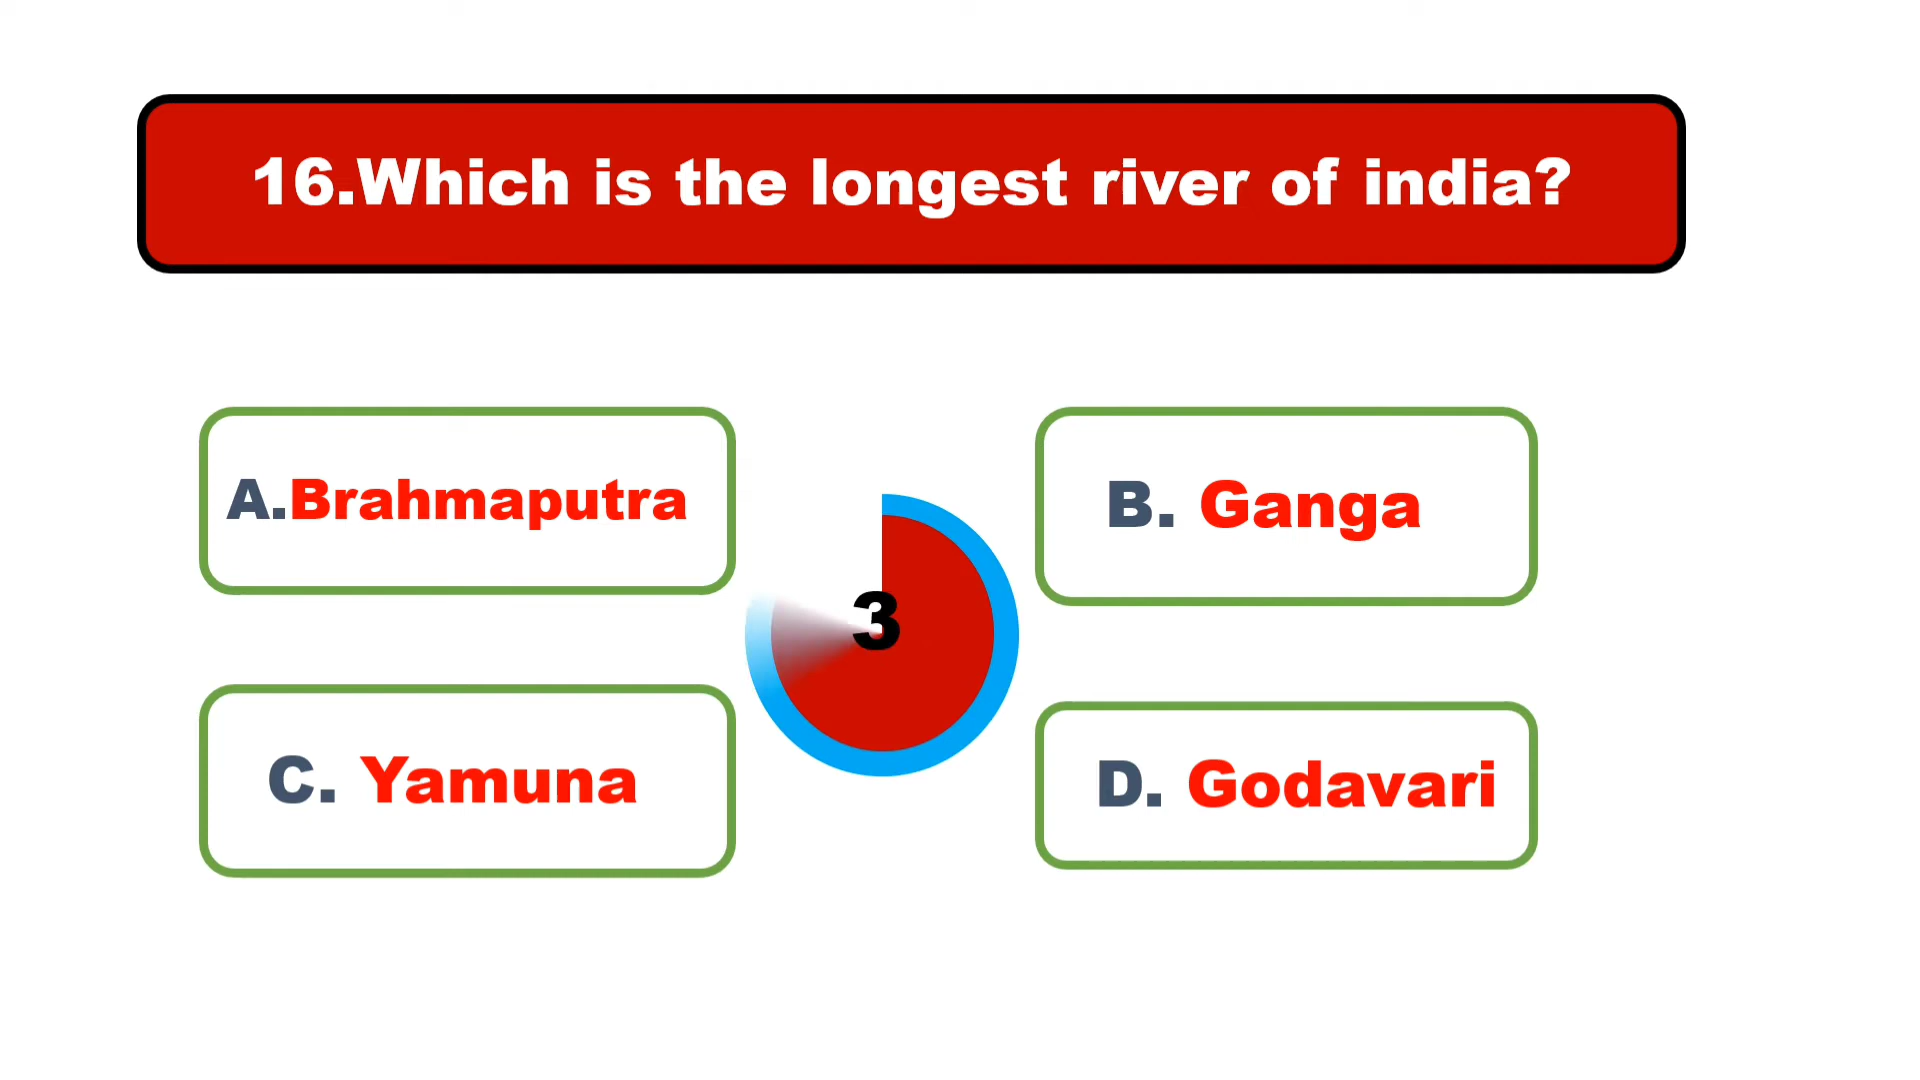 16.Which is the longest river of india?
A.Brahmaputra
B. Ganga
3
C. Yamuna
D. Godavari